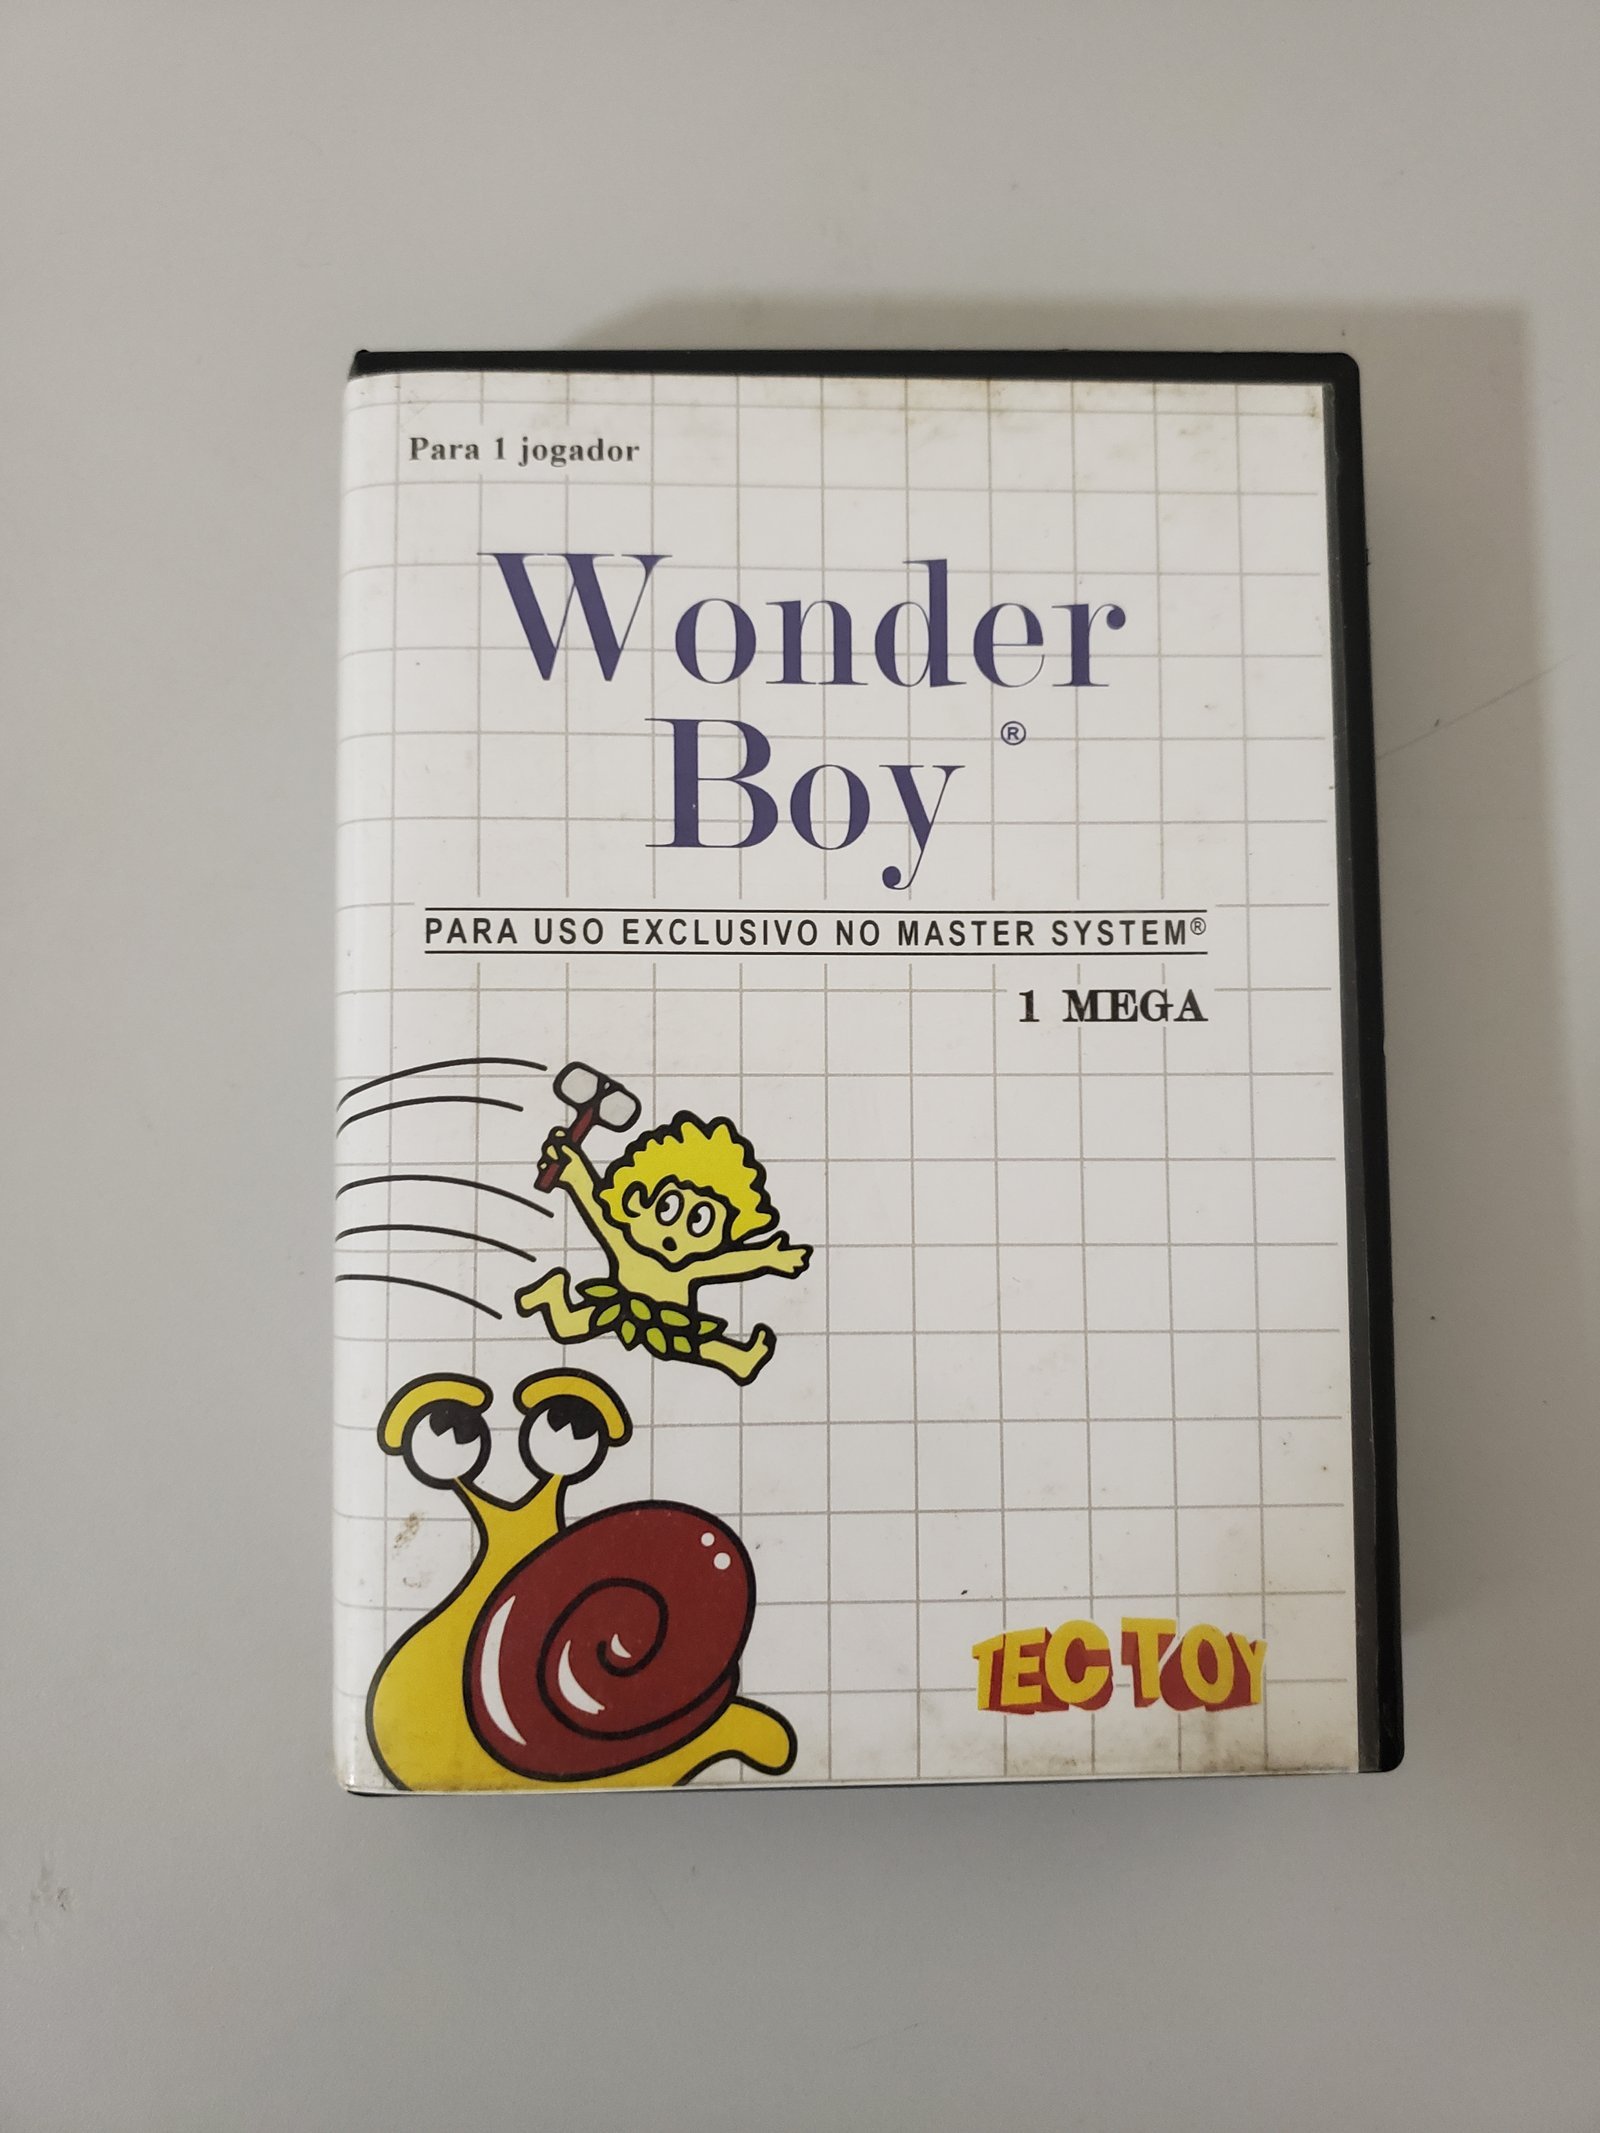 Para 1 jogador
Wonder
Boy ®
PARA USO EXCLUSIVO NO MASTER SYSTEM®
1 MEGA
TEC TOY